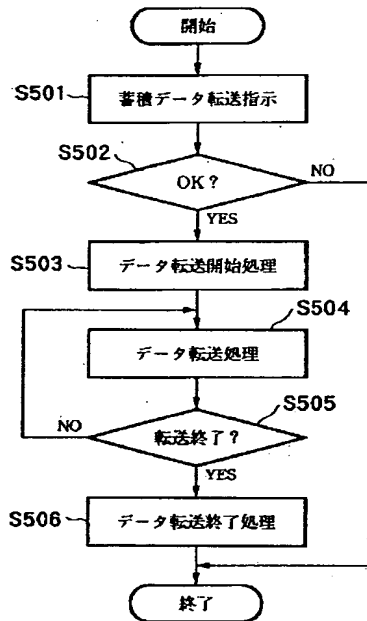 開始
S501
蓄積データ転送指示
S502
OK?
NO
YES
S503
データ転送開始処理
S504
データ転送処理
S505
転送終了?
NO
YES
S506
データ転送終了処理
終了